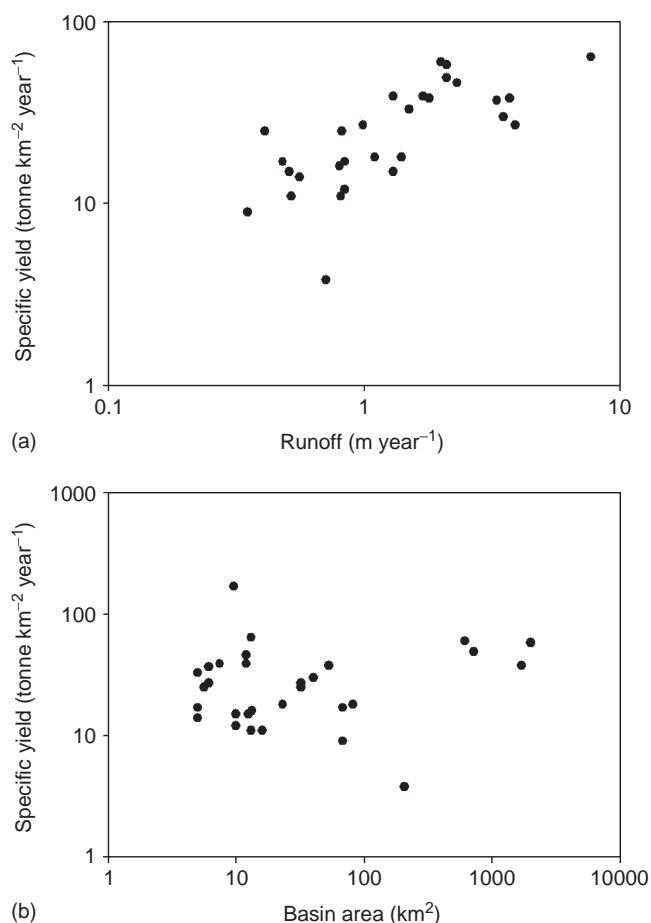 100
10
1
0.1 1 10
Specific yield (tonne km⁻² year⁻¹)
Runoff (m year⁻¹)
(a)
1000
100
10
1
1 10 100 1000 10000
Specific yield (tonne km⁻² year⁻¹)
Basin area (km²)
(b)